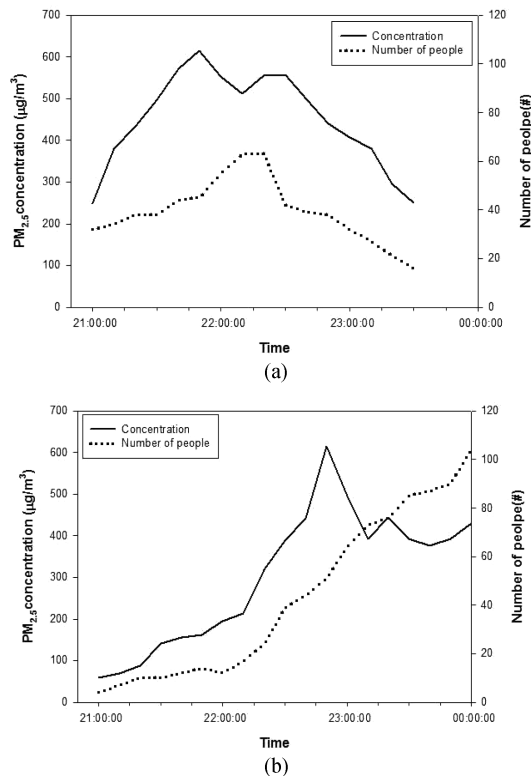 700
600
500
400
300
200
100
0
PM2.5concentration (μg/m3)
Concentration
Number of people
120
100
80
60
40
20
0
Number of peolpe(#)
21:00:00 22:00:00 23:00:00 00:00:00
Time
(a)
700
600
500
400
300
200
100
0
PM2.5concentration (μg/m3)
Concentration
Number of people
120
100
80
60
40
20
0
Number of peolpe(#)
21:00:00 22:00:00 23:00:00 00:00:00
Time
(b)